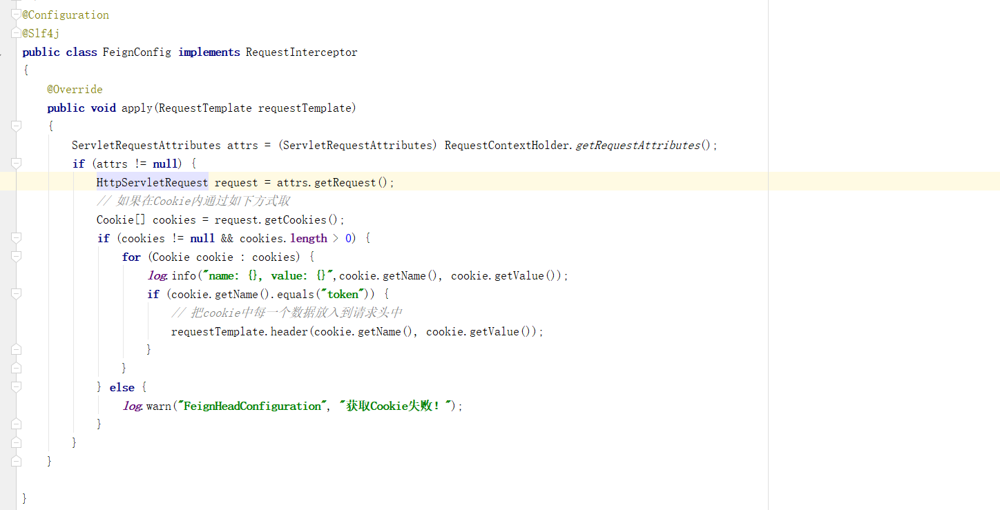 @Configuration
@Slf4j
public class FeignConfig implements RequestInterceptor
{
    @Override
    public void apply(RequestTemplate requestTemplate)
    {
        ServletRequestAttributes attrs = (ServletRequestAttributes) RequestContextHolder.getRequestAttributes();
        if (attrs != null) {
            HttpServletRequest request = attrs.getRequest();
            // 如果在Cookie内通过如下方式取
            Cookie[] cookies = request.getCookies();
            if (cookies != null && cookies.length > 0) {
                for (Cookie cookie : cookies) {
                    log.info("name: {}, value: {}",cookie.getName(), cookie.getValue());
                    if (cookie.getName().equals("token")) {
                        // 把cookie中每一个数据放入到请求头中
                        requestTemplate.header(cookie.getName(), cookie.getValue());
                    }
                }
            } else {
                log.warn("FeignHeadConfiguration", "获取Cookie失败！");
            }
        }
    }
}